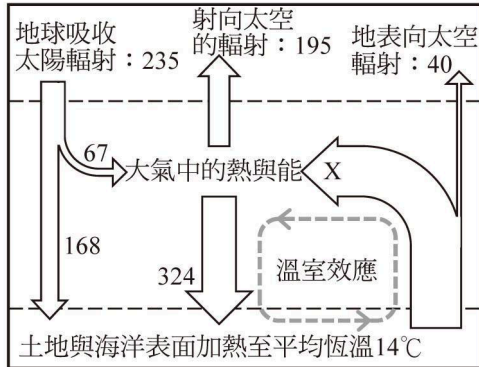 地球吸收
太陽輻射：235
射向太空
的輻射：195
地表向太空
輻射：40
67
大氣中的熱與能
X
168
324
溫室效應
土地與海洋表面加熱至平均恆溫14℃